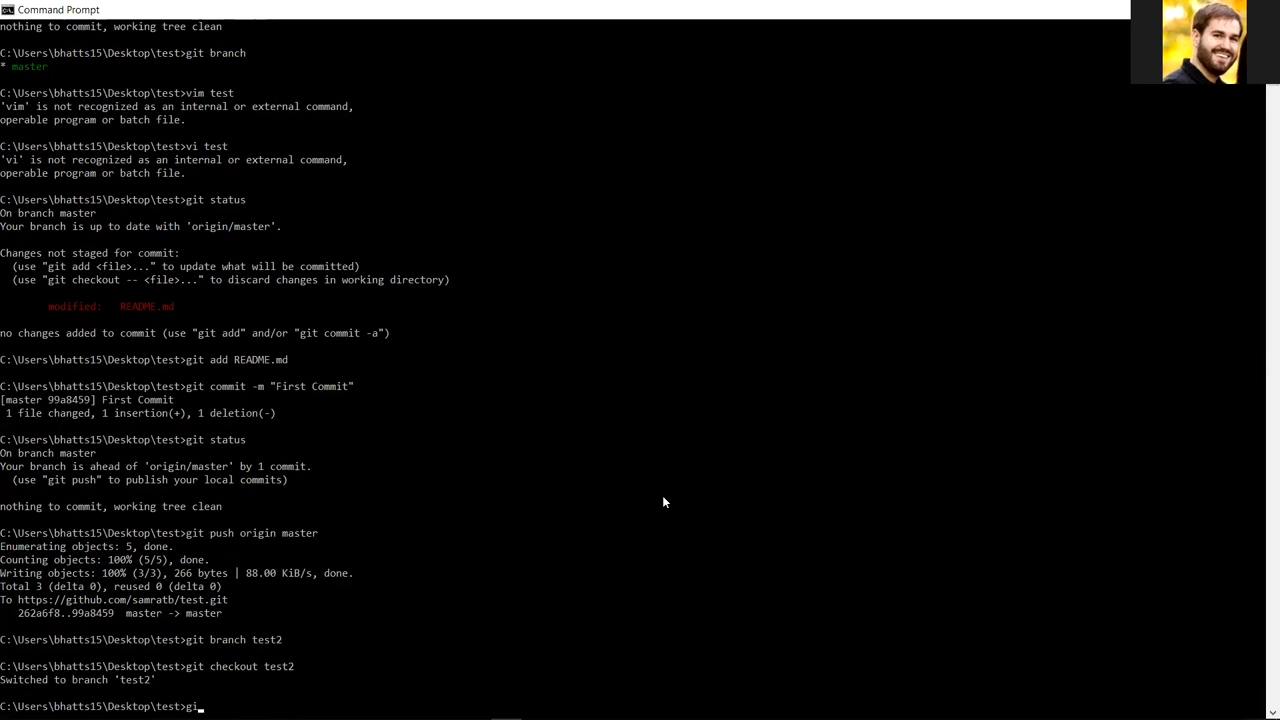 Command Prompt
nothing to commit, working tree clean
C:\Users\bhatts15\Desktop\test>git branch
* master
C:\Users\bhatts15\Desktop\test>vim test
'vim' is not recognized as an internal or external command,
operable program or batch file.
C:\Users\bhatts15\Desktop\test>vi test
'vi' is not recognized as an internal or external command,
operable program or batch file.
C:\Users\bhatts15\Desktop\test>git status
On branch master
Your branch is up to date with 'origin/master'.
Changes not staged for commit:
(use "git add <file>..." to update what will be committed)
(use "git checkout -- <file>..." to discard changes in working directory)
modified: README.md
no changes added to commit (use "git add" and/or "git commit -a")
C:\Users\bhatts15\Desktop\test>git add README.md
C:\Users\bhatts15\Desktop\test>git commit -m "First Commit"
[master 99a8459] First Commit
1 file changed, 1 insertion(+), 1 deletion(-)
C:\Users\bhatts15\Desktop\test>git status
On branch master
Your branch is ahead of 'origin/master' by 1 commit.
(use "git push" to publish your local commits)
nothing to commit, working tree clean
C:\Users\bhatts15\Desktop\test>git push origin master
Enumerating objects: 5, done.
Counting objects: 100% (5/5), done.
Writing objects: 100% (3/3), 266 bytes | 88.00 KiB/s, done.
Total 3 (delta 0), reused 0 (delta 0)
To https://github.com/samratb/test.git
262a6f8..99a8459 master -> master
C:\Users\bhatts15\Desktop\test>git branch test2
C:\Users\bhatts15\Desktop\test>git checkout test2
Switched to branch 'test2'
C:\Users\bhatts15\Desktop\test>gi